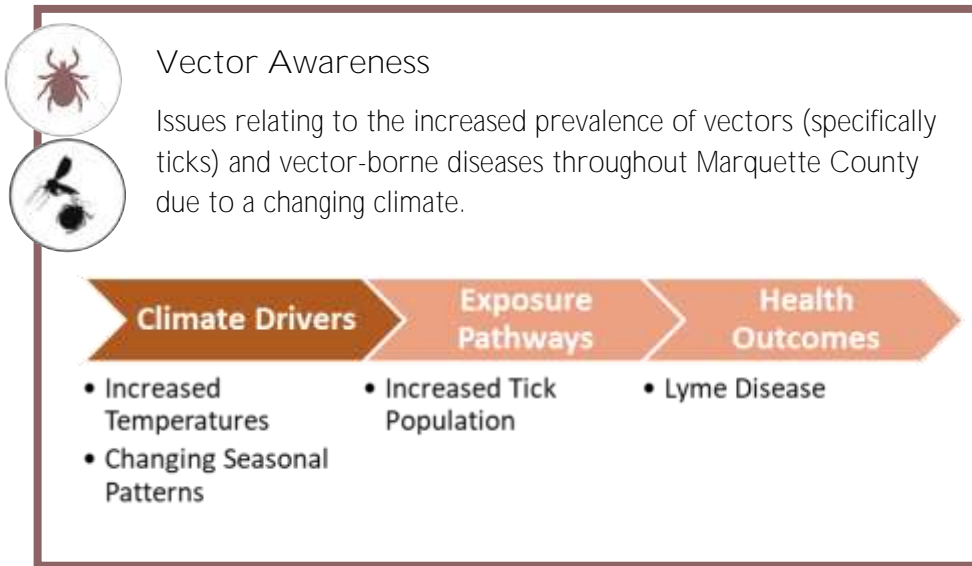 Vector Awareness
Issues relating to the increased prevalence of vectors (specifically
ticks) and vector-borne diseases throughout Marquette County
due to a changing climate.
Climate Drivers
Exposure
Pathways
Health
Outcomes
• Increased
Temperatures
• Changing Seasonal
Patterns
• Increased Tick
Population
• Lyme Disease